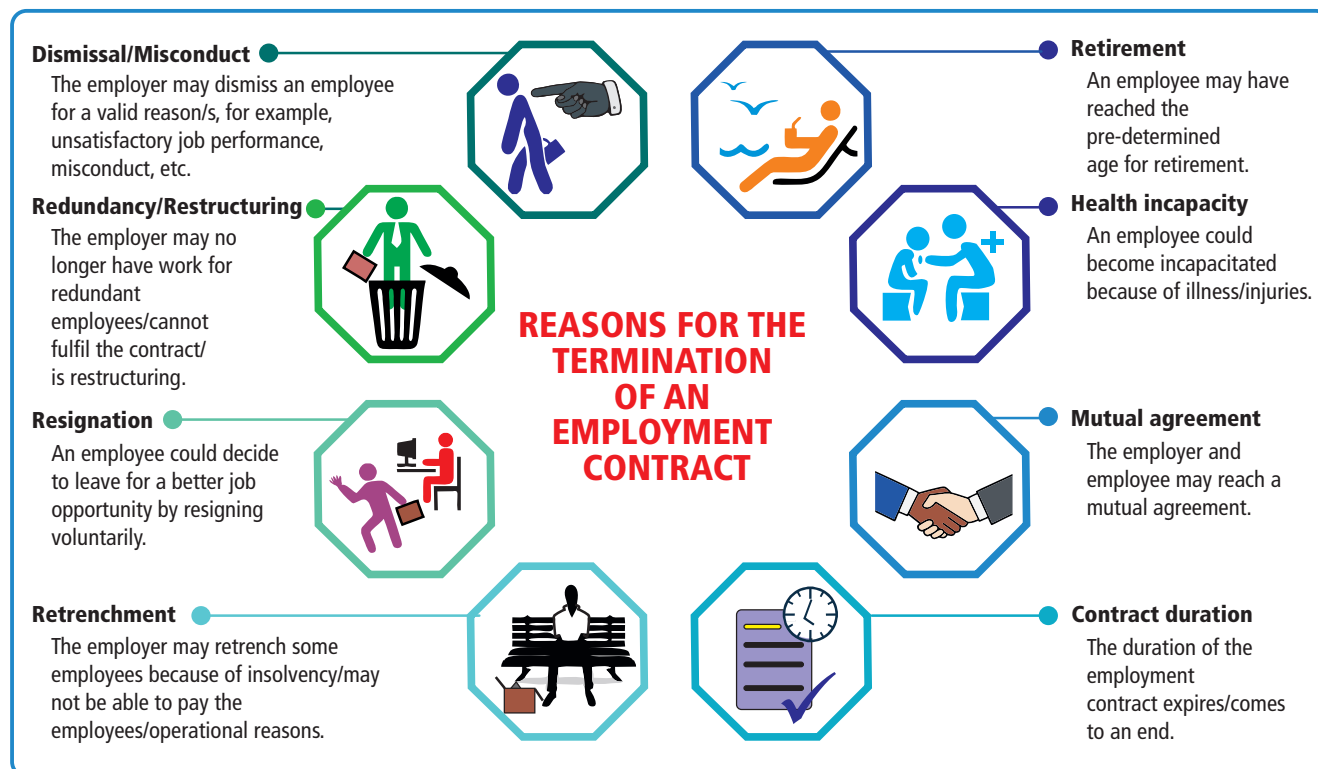 Dismissal/Misconduct
The employer may dismiss an employee
for a valid reason/s, for example,
unsatisfactory job performance,
misconduct, etc.
Redundancy/Restructuring
The employer may no
longer have work for
redundant
employees/cannot
fulfil the contract/
is restructuring.
Resignation
An employee could decide
to leave for a better job
opportunity by resigning
voluntarily.
Retrenchment
The employer may retrench some
employees because of insolvency/may
not be able to pay the
employees/operational reasons.
REASONS FOR THE
TERMINATION
OF AN
EMPLOYMENT
CONTRACT
Retirement
An employee may have
reached the
pre-determined
age for retirement.
Health incapacity
An employee could
become incapacitated
because of illness/injuries.
Mutual agreement
The employer and
employee may reach a
mutual agreement.
Contract duration
The duration of the
employment
contract expires/comes
to an end.